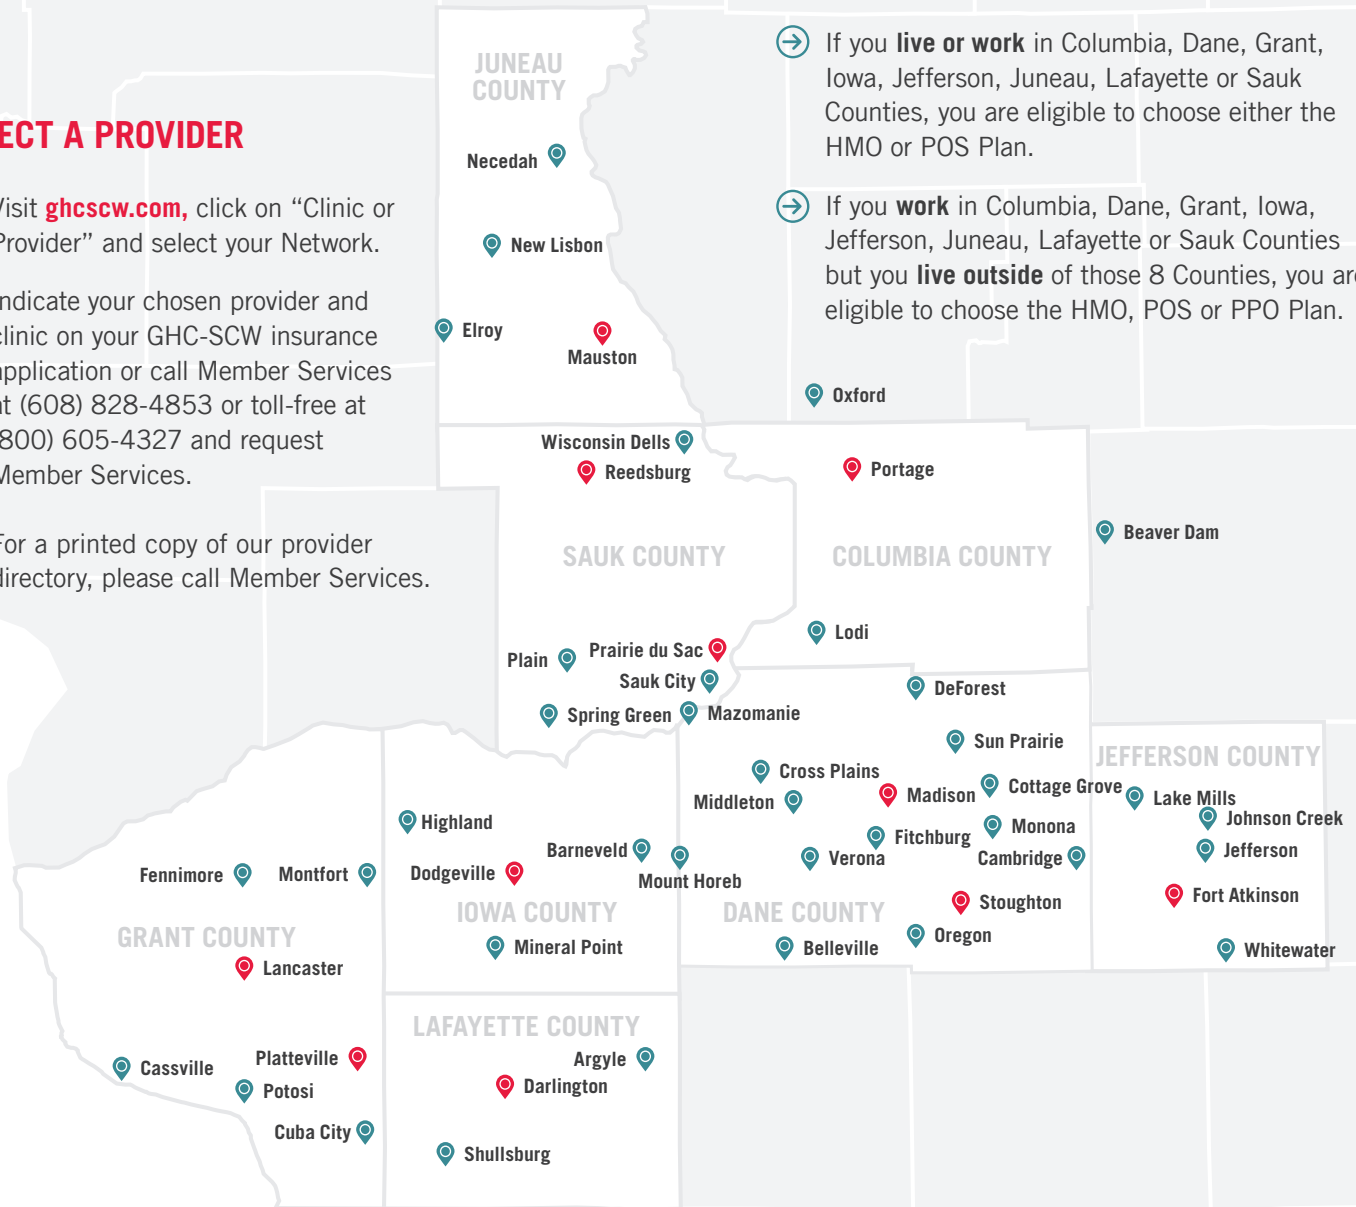 ECT A PROVIDER
Visit ghcscw.com, click on “Clinic or
Provider” and select your Network.
Indicate your chosen provider and
clinic on your GHC-SCW insurance
application or call Member Services
at (608) 828-4853 or toll-free at
(800) 605-4327 and request
Member Services.
For a printed copy of our provider
directory, please call Member Services.
If you live or work in Columbia, Dane, Grant,
Iowa, Jefferson, Juneau, Lafayette or Sauk
Counties, you are eligible to choose either the
HMO or POS Plan.
If you work in Columbia, Dane, Grant, Iowa,
Jefferson, Juneau, Lafayette or Sauk Counties
but you live outside of those 8 Counties, you are
eligible to choose the HMO, POS or PPO Plan.
JUNEAU
COUNTY
Necedah
New Lisbon
Elroy
Mauston
Oxford
Wisconsin Dells
Reedsburg
Portage
Beaver Dam
SAUK COUNTY
COLUMBIA COUNTY
Lodi
Prairie du Sac
Plain
Sauk City
Spring Green
Mazomanie
DeForest
Sun Prairie
JEFFERSON COUNTY
Cross Plains
Middleton
Madison
Cottage Grove
Lake Mills
Johnson Creek
Highland
Fitchburg
Monona
Barneveld
Verona
Cambridge
Jefferson
Fennimore
Montfort
Dodgeville
Mount Horeb
Fort Atkinson
Stoughton
IOWA COUNTY
DANE COUNTY
GRANT COUNTY
Oregon
Mineral Point
Belleville
Whitewater
Lancaster
LAFAYETTE COUNTY
Platteville
Argyle
Cassville
Darlington
Potosi
Cuba City
Shullsburg